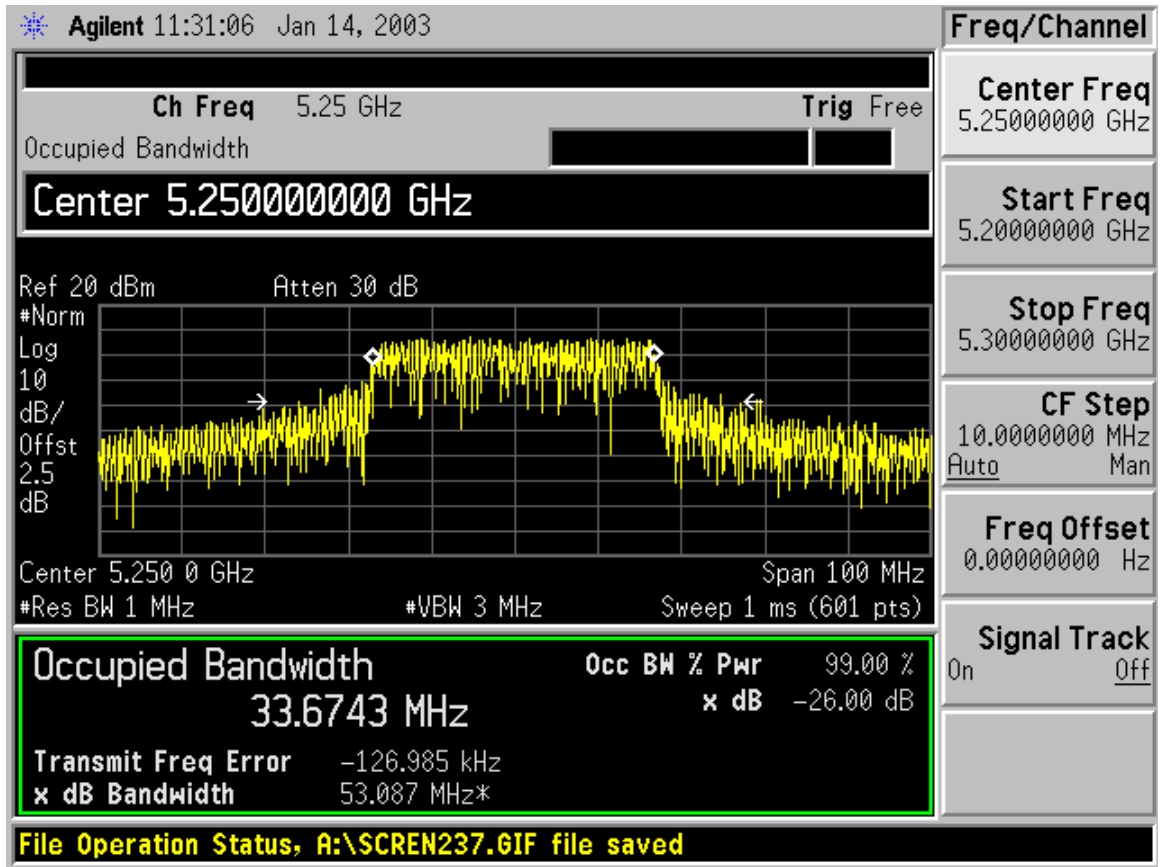 Agilent 11:31:06 Jan 14, 2003
Ch Freq 5.25 GHz Trig Free
Occupied Bandwidth
Center 5.250000000 GHz
Ref 20 dBm Atten 30 dB
#Norm
Log
10
dB/
Offst
2.5
dB
Center 5.250 0 GHz Span 100 MHz
#Res BW 1 MHz #VBW 3 MHz Sweep 1 ms (601 pts)
Occupied Bandwidth
33.6743 MHz
Occ BW % Pwr 99.00 %
x dB -26.00 dB
Transmit Freq Error -126.985 kHz
x dB Bandwidth 53.087 MHz*
File Operation Status, A:\SCREN237.GIF file saved
Freq/Channel
Center Freq
5.25000000 GHz
Start Freq
5.20000000 GHz
Stop Freq
5.30000000 GHz
CF Step
10.0000000 MHz
Auto Man
Freq Offset
0.00000000 Hz
Signal Track
On Off